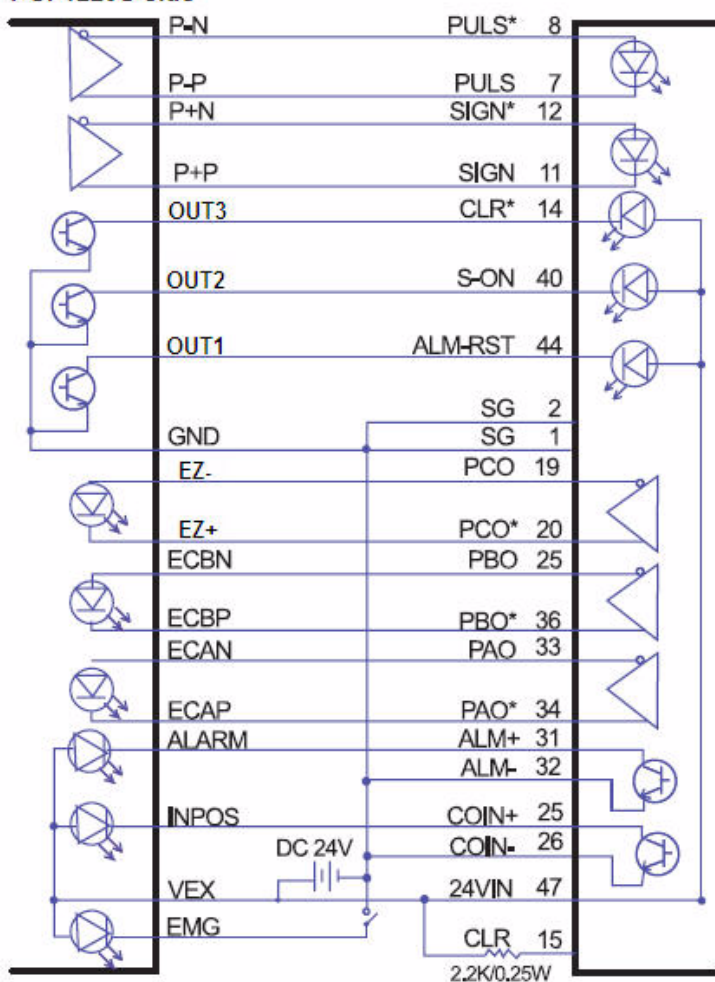 P-N PULS* 8
P-P PULS 7
P+N SIGN* 12
P+P SIGN 11
OUT3 CLR* 14
OUT2 S-ON 40
OUT1 ALM-RST 44
SG 2
GND SG 1
EZ- PCO 19
EZ+ PCO* 20
ECBN PBO 25
ECBP PBO* 36
ECAN PAO 33
ECAP PAO* 34
ALARM ALM+ 31
ALM- 32
INPOS COIN+ 25
DC 24V COIN- 26
VEX 24VIN 47
EMG CLR 15
2.2K/0.25W